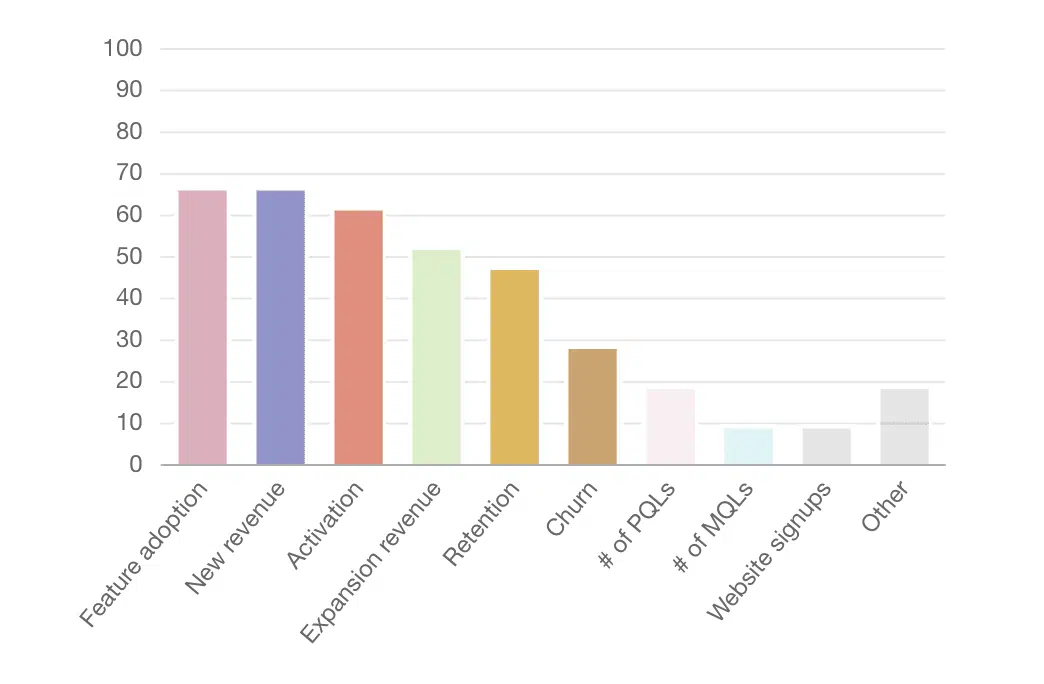 100
90
80
70
60
50
40
30
20
10
0
Feature adoption
New revenue
Activation
Expansion revenue
Retention
Churn
# of PQLs
# of MQLs
Website signups
Other